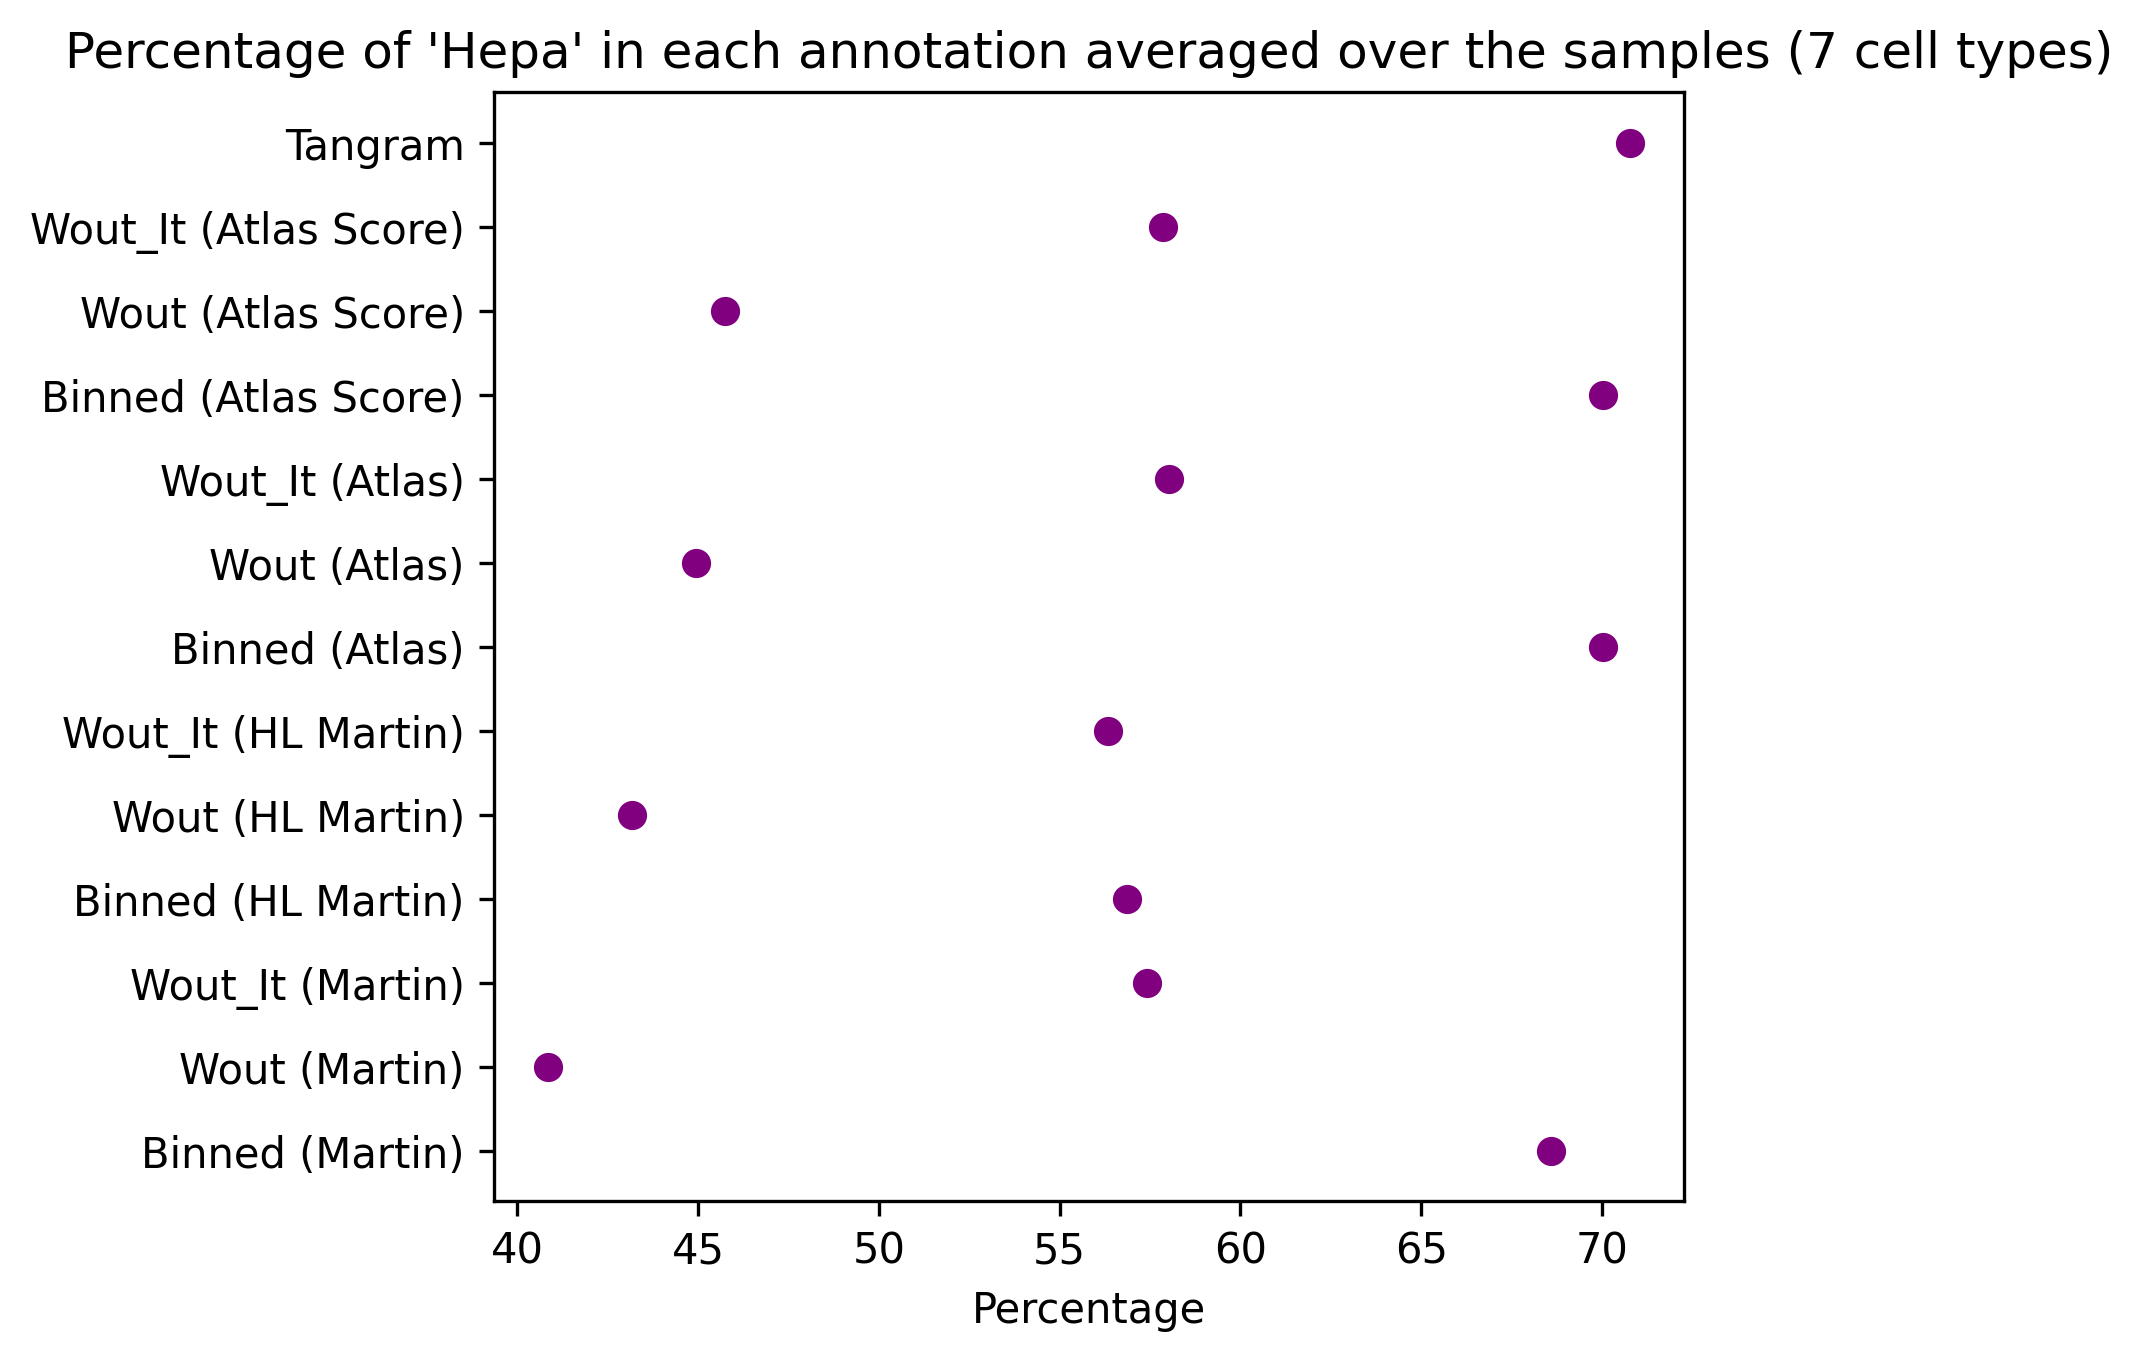 Percentage of 'Hepa' in each annotation averaged over the samples (7 cell types)
Tangram
Wout_It (Atlas Score)
Wout (Atlas Score)
Binned (Atlas Score)
Wout_It (Atlas)
Wout (Atlas)
Binned (Atlas)
Wout_It (HL Martin)
Wout (HL Martin)
Binned (HL Martin)
Wout_It (Martin)
Wout (Martin)
Binned (Martin)
40 45 50 55 60 65 70
Percentage